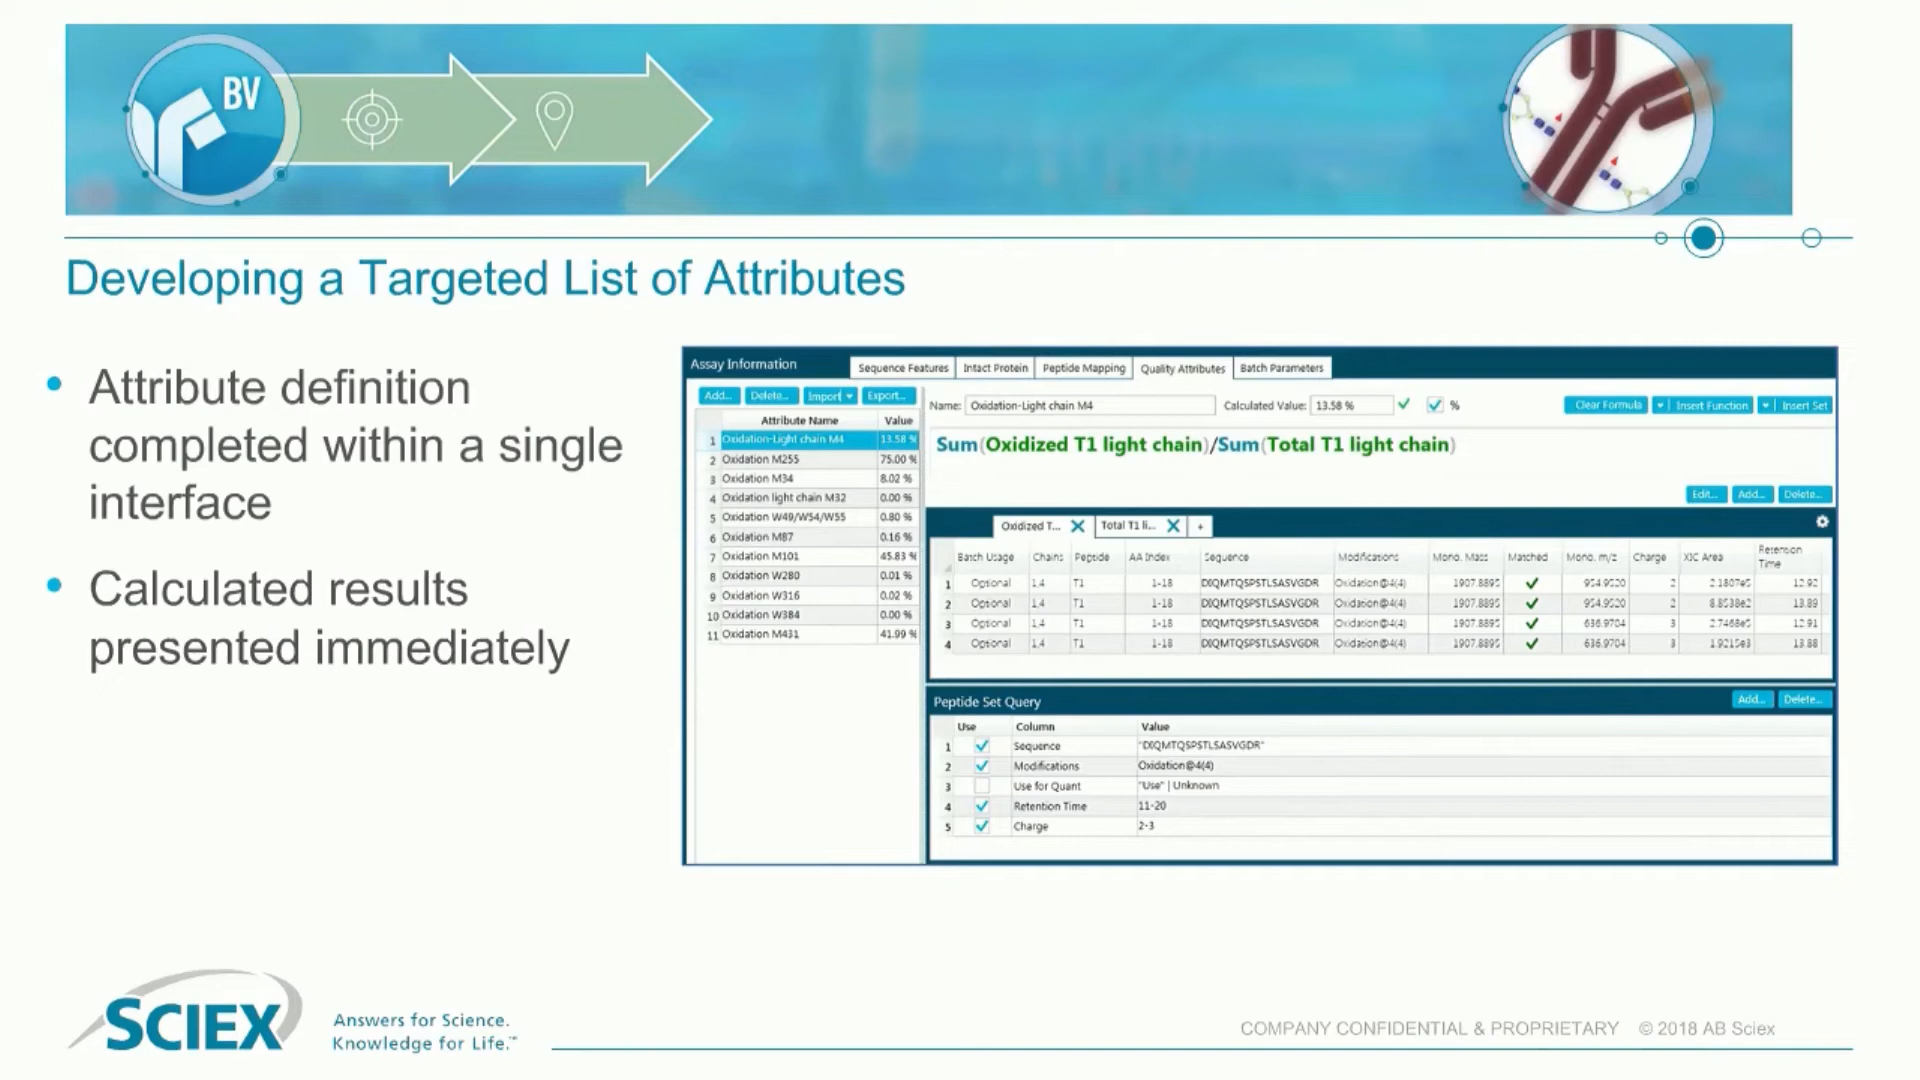 BV
Developing a Targeted List of Attributes
• Attribute definition
completed within a single
interface
• Calculated results
presented immediately
Assay Information
Sequence Features Intact Protein Peptide Mapping Quality Attributes Batch Parameters
Add... Delete... Import Export...
Attribute Name Value
1 Oxidation-Light chain M4 13.58 %
2 Oxidation M255 75.00 %
3 Oxidation M34 8.02 %
4 Oxidation light chain M32 0.00 %
5 Oxidation W49/W54/W55 0.80 %
6 Oxidation M87 0.16 %
7 Oxidation M101 45.83 %
8 Oxidation W280 0.01 %
9 Oxidation W316 0.02 %
10 Oxidation W384 0.00 %
11 Oxidation M431 41.99 %
Name: Oxidation-Light chain M4 Calculated Value: 13.58 % %
Clear Formula Insert Function Insert Set
Sum(Oxidized T1 light chain)/Sum(Total T1 light chain)
Edit... Add... Delete...
Oxidized T... Total T1 li... +
Batch Usage Chains Peptide AA Index Sequence Modifications Mono. Mass Matched Mono. m/z Charge XIC Area Retention
Time
1 Optional 1,4 T1 1-18 DIQMTQSPSTLSASVGDR Oxidation@4(4) 1907.8895 954.9520 2 2.1807e5 12.92
2 Optional 1,4 T1 1-18 DIQMTQSPSTLSASVGDR Oxidation@4(4) 1907.8895 954.9520 2 8.8538e2 13.89
3 Optional 1,4 T1 1-18 DIQMTQSPSTLSASVGDR Oxidation@4(4) 1907.8895 636.9704 3 2.7468e5 12.91
4 Optional 1,4 T1 1-18 DIQMTQSPSTLSASVGDR Oxidation@4(4) 1907.8895 636.9704 3 1.9215e3 13.88
Peptide Set Query
Add... Delete...
Use Column Value
1 Sequence "DIQMTQSPSTLSASVGDR"
2 Modifications Oxidation@4(4)
3 Use for Quant "Use" | Unknown
4 Retention Time 11-20
5 Charge 2-3
SCIEX
Answers for Science.
Knowledge for Life.™
COMPANY CONFIDENTIAL & PROPRIETARY © 2018 AB Sciex